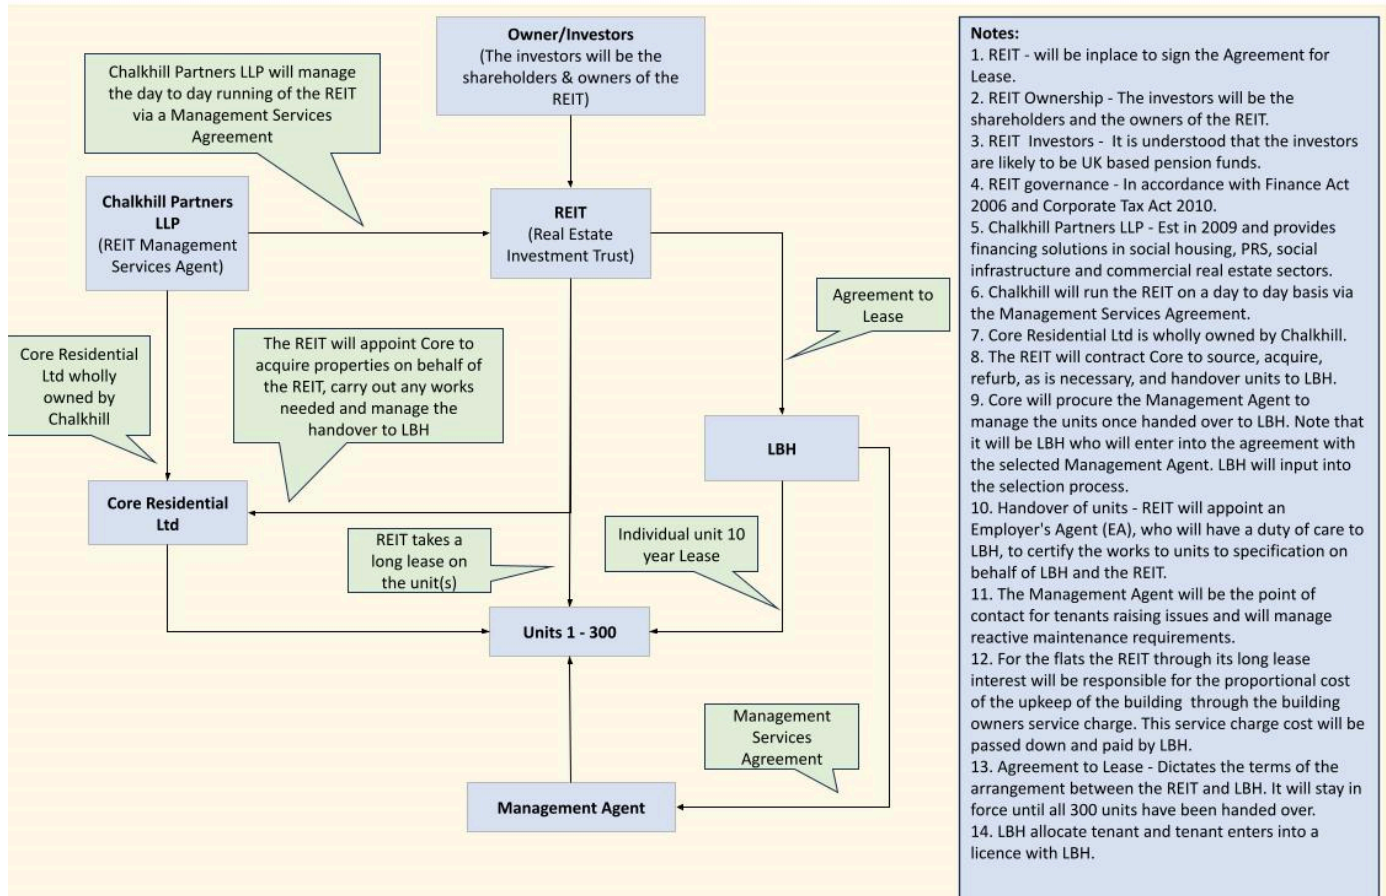 Owner/Investors
(The investors will be the
shareholders & owners of the
REIT)
Chalkhill Partners LLP will manage
the day to day running of the REIT
via a Management Services
Agreement
Chalkhill Partners
LLP
(REIT Management
Services Agent)
REIT
(Real Estate
Investment Trust)
Agreement to
Lease
Core Residential
Ltd wholly
owned by
Chalkhill
The REIT will appoint Core to
acquire properties on behalf of
the REIT, carry out any works
needed and manage the
handover to LBH
LBH
Core Residential
Ltd
REIT takes a
long lease on
the unit(s)
Individual unit 10
year Lease
Units 1 - 300
Management
Services
Agreement
Management Agent
Notes:
1. REIT - will be inplace to sign the Agreement for
Lease.
2. REIT Ownership - The investors will be the
shareholders and the owners of the REIT.
3. REIT Investors - It is understood that the investors
are likely to be UK based pension funds.
4. REIT governance - In accordance with Finance Act
2006 and Corporate Tax Act 2010.
5. Chalkhill Partners LLP - Est in 2009 and provides
financing solutions in social housing, PRS, social
infrastructure and commercial real estate sectors.
6. Chalkhill will run the REIT on a day to day basis via
the Management Services Agreement.
7. Core Residential Ltd is wholly owned by Chalkhill.
8. The REIT will contract Core to source, acquire,
refurb, as is necessary, and handover units to LBH.
9. Core will procure the Management Agent to
manage the units once handed over to LBH. Note that
it will be LBH who will enter into the agreement with
the selected Management Agent. LBH will input into
the selection process.
10. Handover of units - REIT will appoint an
Employer's Agent (EA), who will have a duty of care to
LBH, to certify the works to units to specification on
behalf of LBH and the REIT.
11. The Management Agent will be the point of
contact for tenants raising issues and will manage
reactive maintenance requirements.
12. For the flats the REIT through its long lease
interest will be responsible for the proportional cost
of the upkeep of the building through the building
owners service charge. This service charge cost will be
passed down and paid by LBH.
13. Agreement to Lease - Dictates the terms of the
arrangement between the REIT and LBH. It will stay in
force until all 300 units have been handed over.
14. LBH allocate tenant and tenant enters into a
licence with LBH.